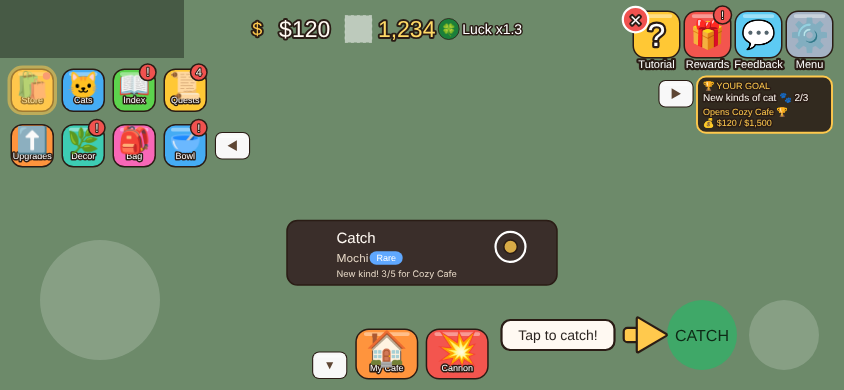 $ $120 1,234 Luck x1.3
?
!
Tutorial Rewards Feedback Menu
! 4
Store Cats Index Quests
🏆 YOUR GOAL
New kinds of cat 🐾 2/3
Opens Cozy Cafe 🏆
💰 $120 / $1,500
! !
Upgrades Decor Bag Bowl
Catch
Mochi Rare
New kind! 3/5 for Cozy Cafe
Tap to catch!
CATCH
My Cafe Cannon